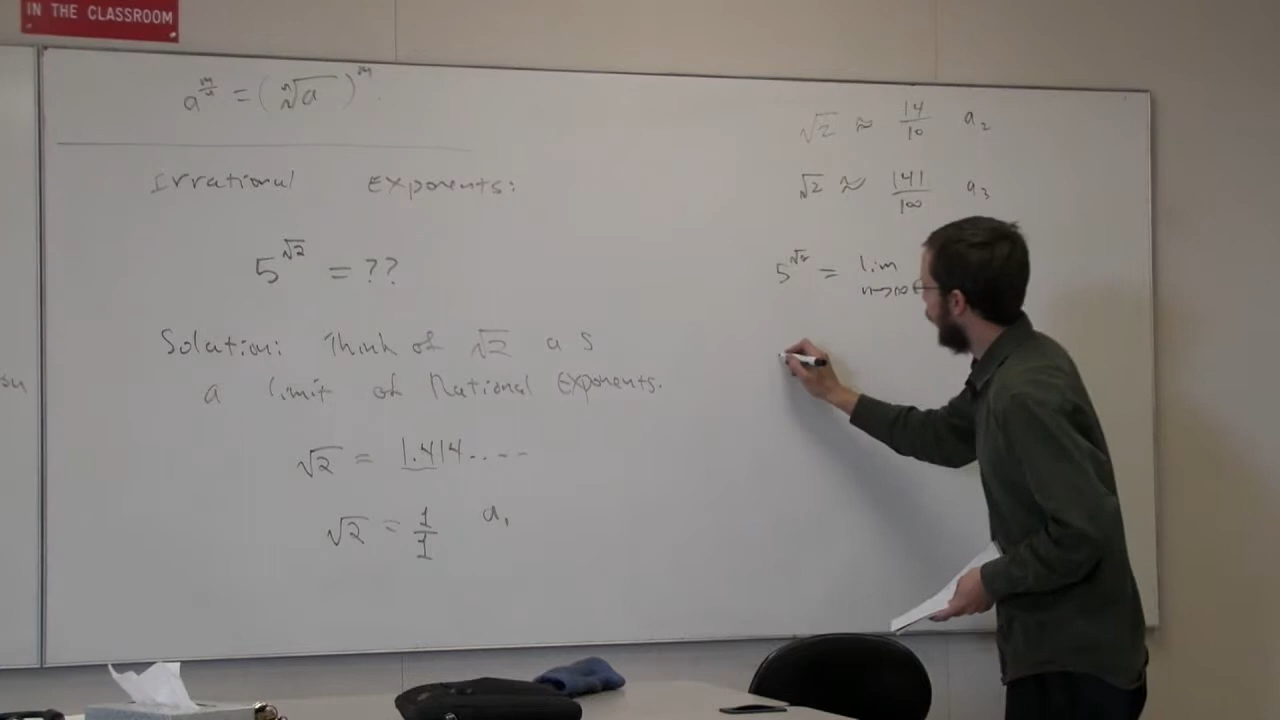 IN THE CLASSROOM
a^{m/n} = (ⁿ√a)^m
Irrational Exponents:
5^{√2} = ??
Solution: Think of √2 as
a limit of Rational Exponents.
√2 = 1.414.....
√2 = 1/1 a₁
√2 ≈ 14/10 a₂
√2 ≈ 141/100 a₃
5^{√2} = lim
n→∞